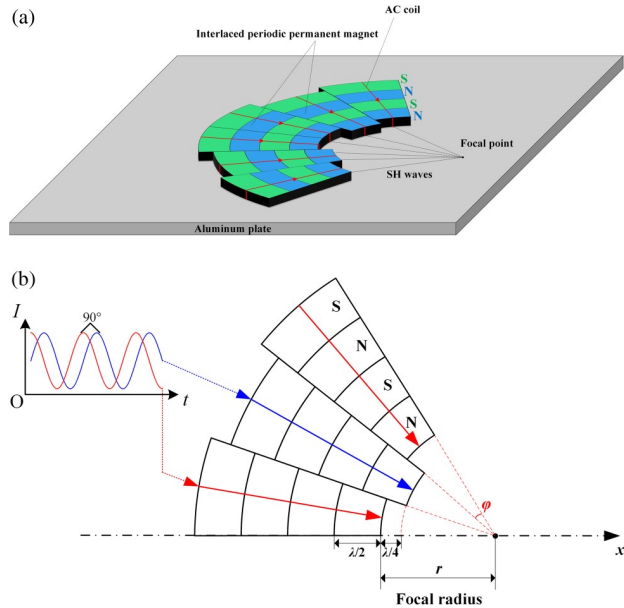 (a)
AC coil
Interlaced periodic permanent magnet
S
N
S
N
Focal point
SH waves
Aluminum plate
(b)
I
90°
O
t
S
N
S
N
φ
λ/2
λ/4
x
r
Focal radius